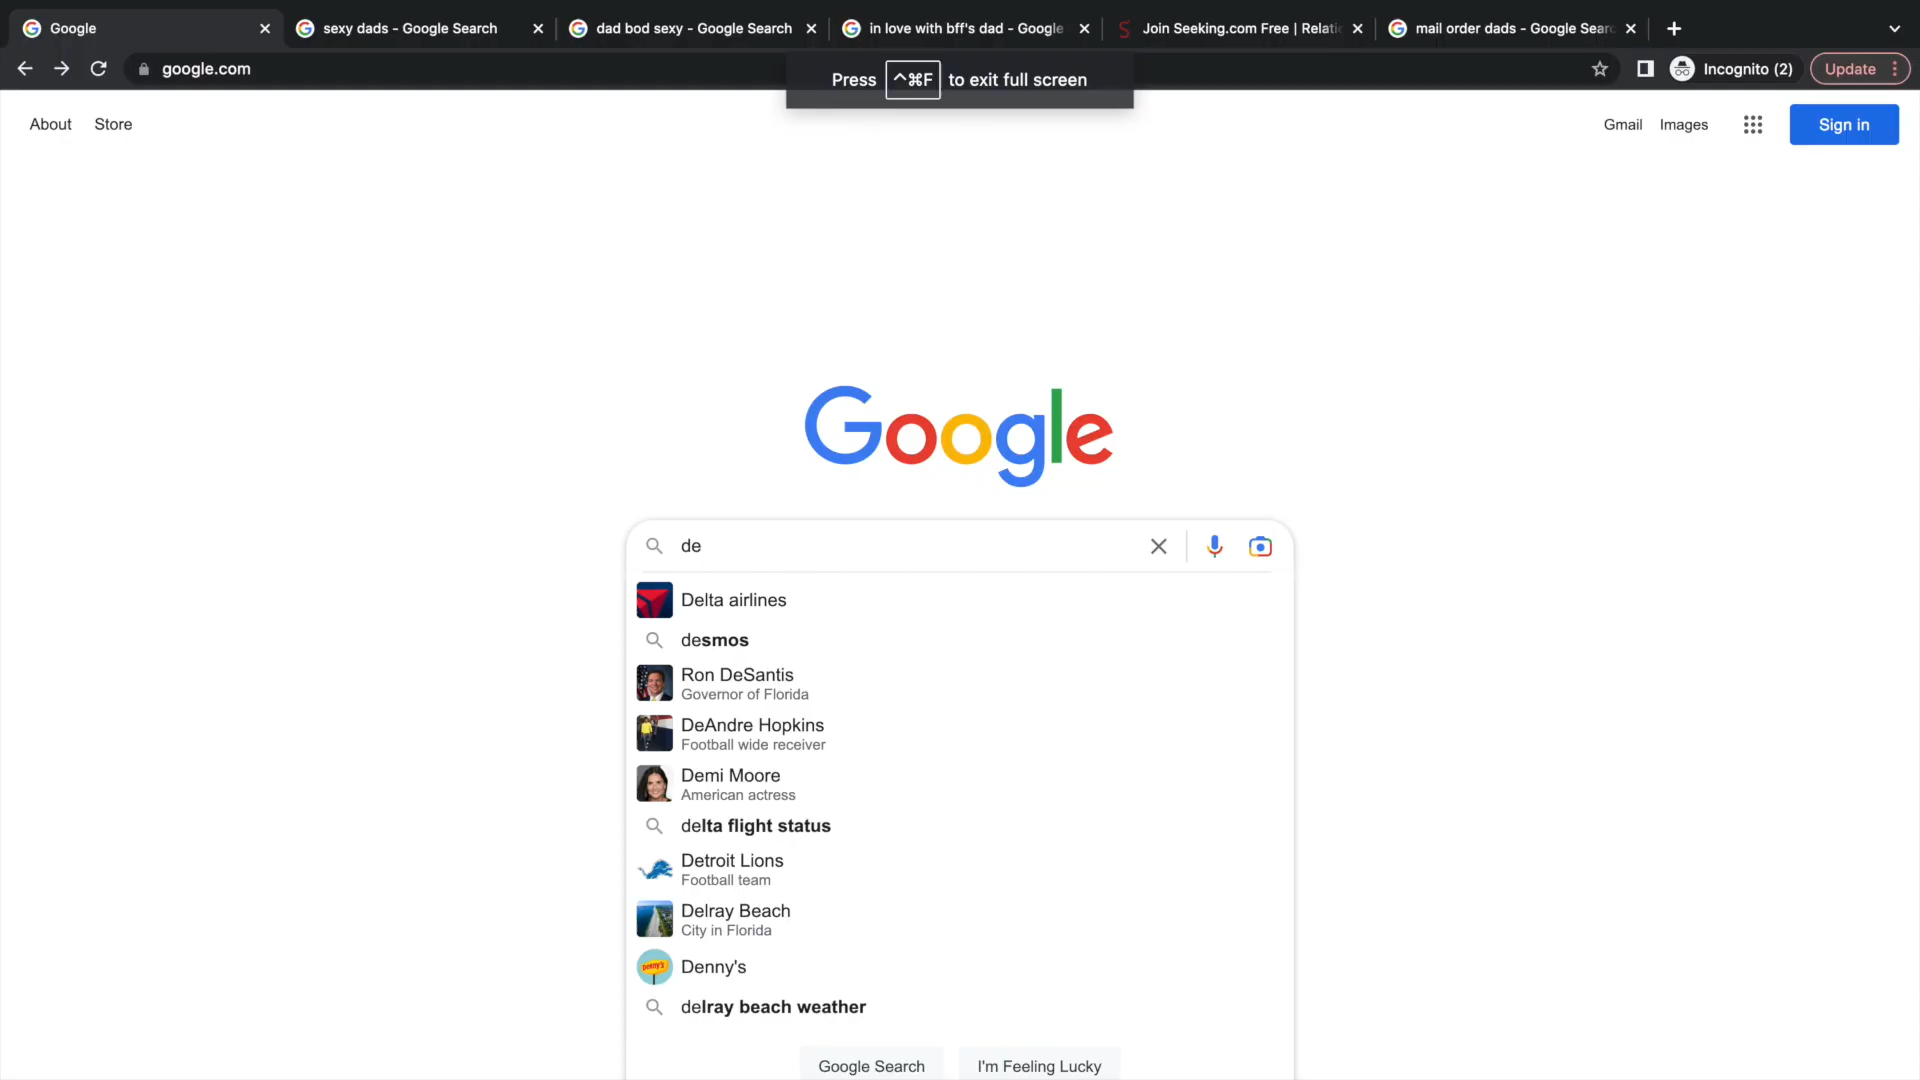 Google
sexy dads - Google Search
dad bod sexy - Google Search
in love with bff's dad - Google
Join Seeking.com Free | Relati
mail order dads - Google Searc
google.com
Press ^⌘F to exit full screen
Incognito (2)
Update
About Store
Gmail Images
Sign in
Google
de
Delta airlines
desmos
Ron DeSantis
Governor of Florida
DeAndre Hopkins
Football wide receiver
Demi Moore
American actress
delta flight status
Detroit Lions
Football team
Delray Beach
City in Florida
Denny's
Denny's
delray beach weather
Google Search I'm Feeling Lucky